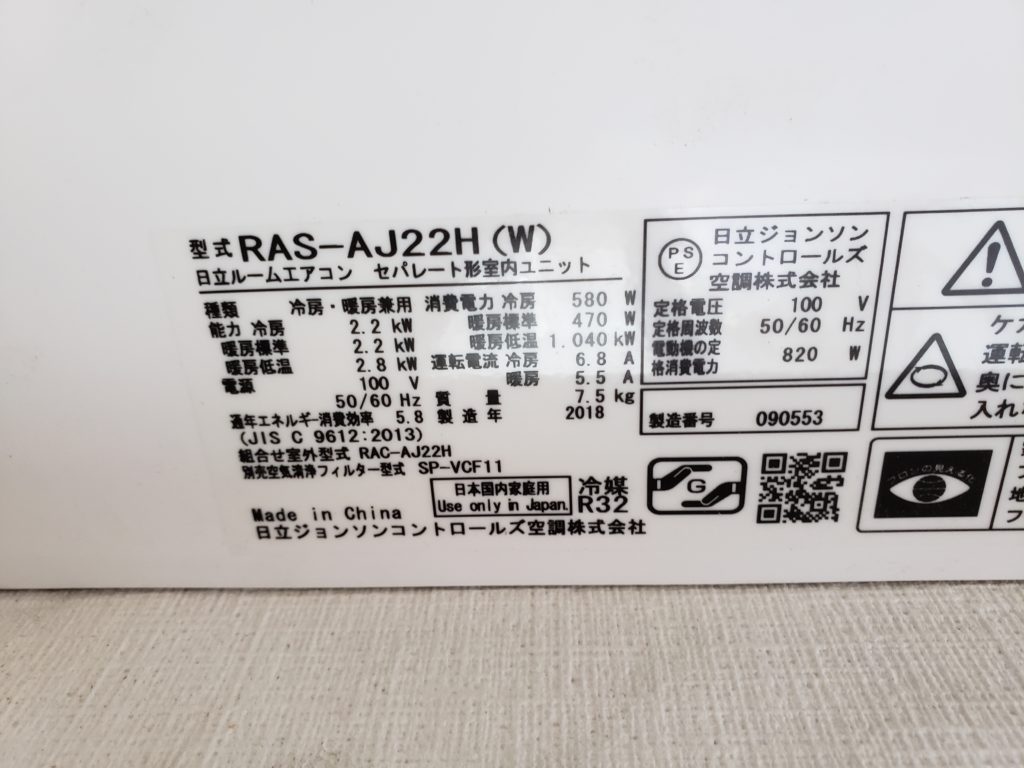 型式 RAS-AJ22H(W)
日立ルームエアコン セパレート形室内ユニット
種類 冷房・暖房兼用
能力 冷房 2.2 kW
暖房標準 2.2 kW
暖房低温 2.8 kW
電源 100 V
50/60 Hz
消費電力 冷房 580 W
暖房標準 470 W
暖房低温 1.040 kW
運転電流 冷房 6.8 A
暖房 5.5 A
質量 7.5 kg
製造年 2018
通年エネルギー消費効率 5.8
(JIS C 9612:2013)
組合せ室外型式 RAC-AJ22H
別売空気清浄フィルター型式 SP-VCF11
日本国内家庭用
Use only in Japan.
冷媒
R32
Made in China
日立ジョンソンコントロールズ空調株式会社
PS
E
日立ジョンソン
コントロールズ
空調株式会社
定格電圧 100 V
定格周波数 50/60 Hz
電動機の定
格消費電力 820 W
製造番号 090553
G
フロンの見える化
ケガ
運転
奥に
入れ
地
フ